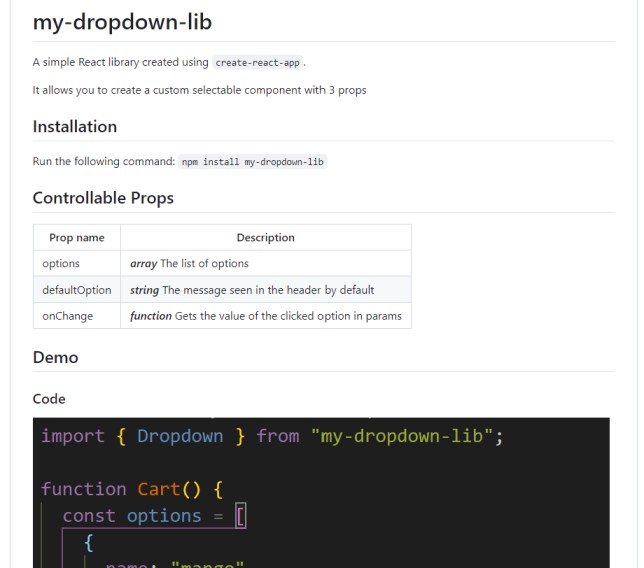 my-dropdown-lib
A simple React library created using create-react-app.
It allows you to create a custom selectable component with 3 props
Installation
Run the following command: npm install my-dropdown-lib
Controllable Props
Prop name Description
options array The list of options
defaultOption string The message seen in the header by default
onChange function Gets the value of the clicked option in params
Demo
Code
import { Dropdown } from "my-dropdown-lib";
function Cart() {
const options = [
{
name: "mango"